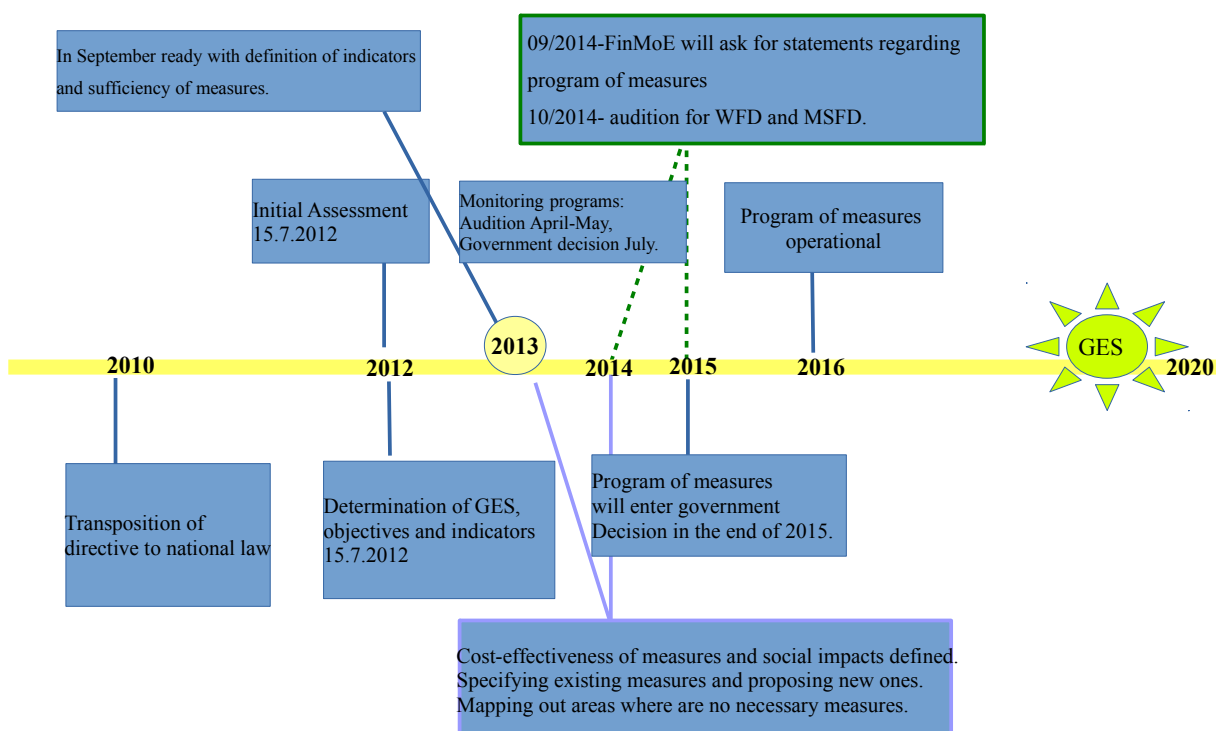 In September ready with definition of indicators
and sufficiency of measures.
09/2014-FinMoE will ask for statements regarding
program of measures
10/2014- audition for WFD and MSFD.
Initial Assessment
15.7.2012
Monitoring programs:
Audition April-May,
Government decision July.
Program of measures
operational
2010
2012
2013
2014
2015
2016
GES
2020
Transposition of
directive to national law
Determination of GES,
objectives and indicators
15.7.2012
Program of measures
will enter government
Decision in the end of 2015.
Cost-effectiveness of measures and social impacts defined.
Specifying existing measures and proposing new ones.
Mapping out areas where are no necessary measures.